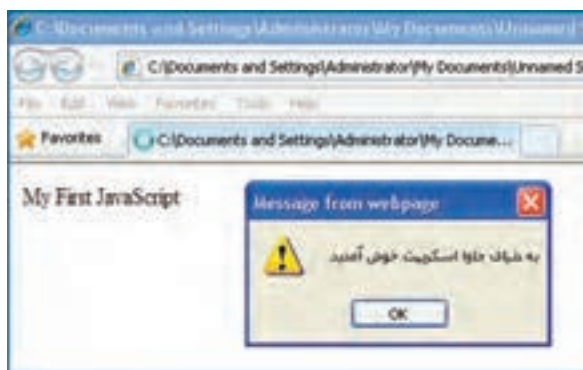 C:\Documents and Settings\Administrator\My Documents\Unnamed
C:\Documents and Settings\Administrator\My Documents\Unnamed S
File Edit View Favorites Tools Help
Favorites
C:\Documents and Settings\Administrator\My Docume...
My First JavaScript
Message from webpage
به دنیای جاوا اسکریپت خوش آمدید
OK